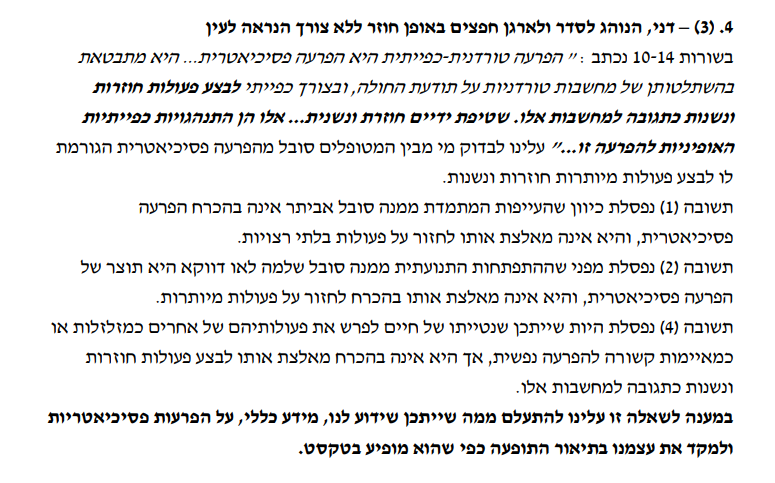 4. (3) – דני, הנוהג לסדר ולארגן חפצים באופן חוזר ללא צורך הנראה לעין
בשורות 10-14 נכתב : "הפרעה טורדנית-כפייתית היא הפרעה פסיכיאטרית... היא מתבטאת
בהשתלטותן של מחשבות טורדניות על תודעת החולה, ובצורך כפייתי לבצע פעולות חוזרות
ונשנות כתגובה למחשבות אלו. שטיפת ידיים חוזרת ונשנית... אלו הן התנהגויות כפייתיות
האופיניות להפרעה זו..." עלינו לבדוק מי מבין המטופלים סובל מהפרעה פסיכיאטרית הגורמת
לו לבצע פעולות מיותרות חוזרות ונשנות.
תשובה (1) נפסלת כיוון שהעייפות המתמדת ממנה סובל אביתר אינה בהכרח הפרעה
פסיכיאטרית, והיא אינה מאלצת אותו לחזור על פעולות בלתי רצויות.
תשובה (2) נפסלת מפני שההתפתחות התנועתית ממנה סובל שלמה לאו דווקא היא תוצר של
הפרעה פסיכיאטרית, והיא אינה מאלצת אותו בהכרח לחזור על פעולות מיותרות.
תשובה (4) נפסלת היות שייתכן שנטייתו של חיים לפרש את פעולותיהם של אחרים כמזלזלות או
כמאיימות קשורה להפרעה נפשית, אך היא אינה בהכרח מאלצת אותו לבצע פעולות חוזרות
ונשנות כתגובה למחשבות אלו.
במענה לשאלה זו עלינו להתעלם ממה שייתכן שידוע לנו, מידע כללי, על הפרעות פסיכיאטריות
ולמקד את עצמנו בתיאור התופעה כפי שהוא מופיע בטקסט.